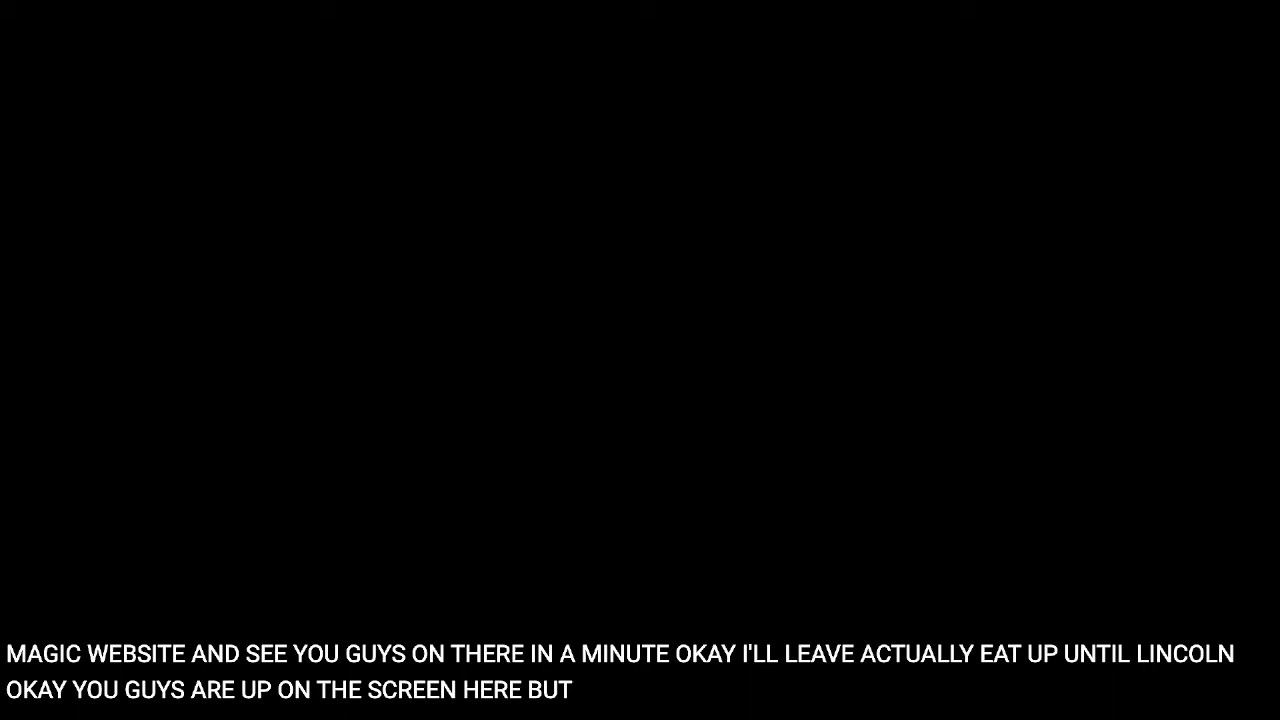 MAGIC WEBSITE AND SEE YOU GUYS ON THERE IN A MINUTE OKAY I'LL LEAVE ACTUALLY EAT UP UNTIL LINCOLN
OKAY YOU GUYS ARE UP ON THE SCREEN HERE BUT